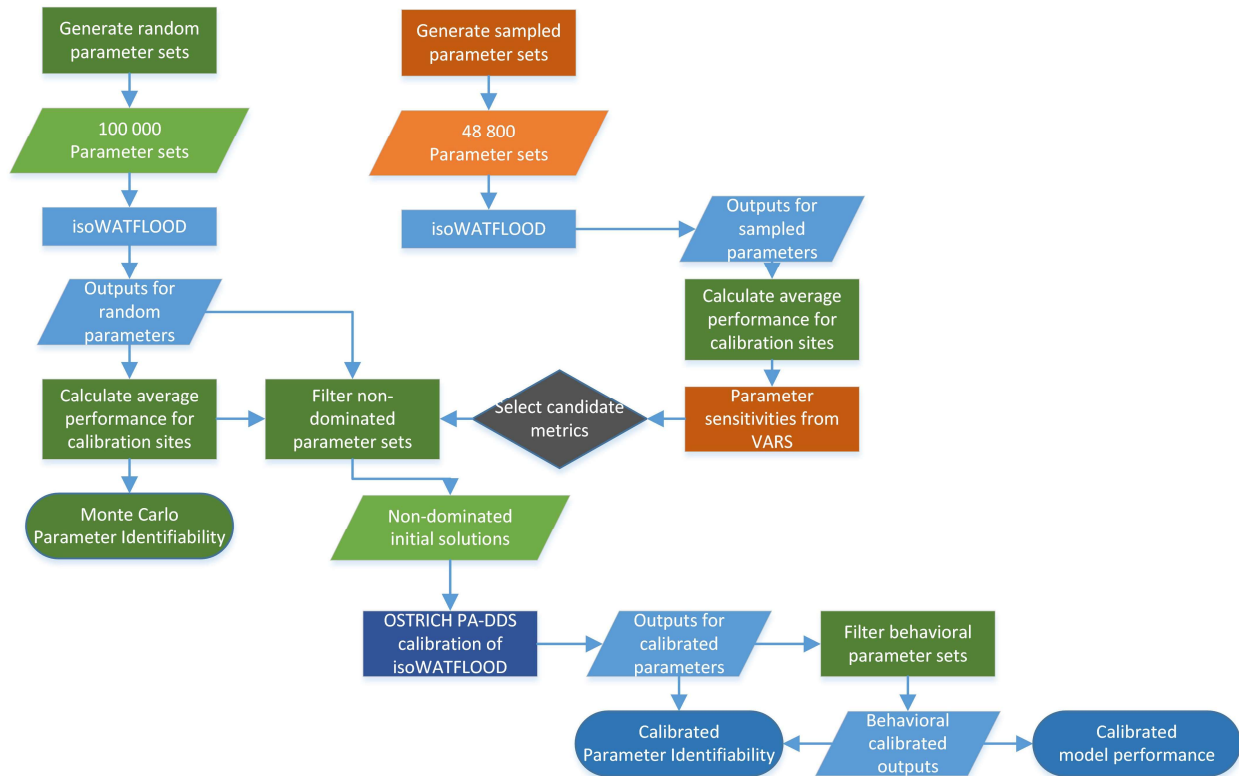 Generate random
parameter sets
Generate sampled
parameter sets
100 000
Parameter sets
48 800
Parameter sets
isoWATFLOOD
isoWATFLOOD
Outputs for
sampled
parameters
Outputs for
random
parameters
Calculate average
performance for
calibration sites
Calculate average
performance for
calibration sites
Filter non-
dominated
parameter sets
Select candidate
metrics
Parameter
sensitivities from
VARS
Monte Carlo
Parameter Identifiability
Non-dominated
initial solutions
OSTRICH PA-DDS
calibration of
isoWATFLOOD
Outputs for
calibrated
parameters
Filter behavioral
parameter sets
Calibrated
Parameter Identifiability
Behavioral
calibrated
outputs
Calibrated
model performance